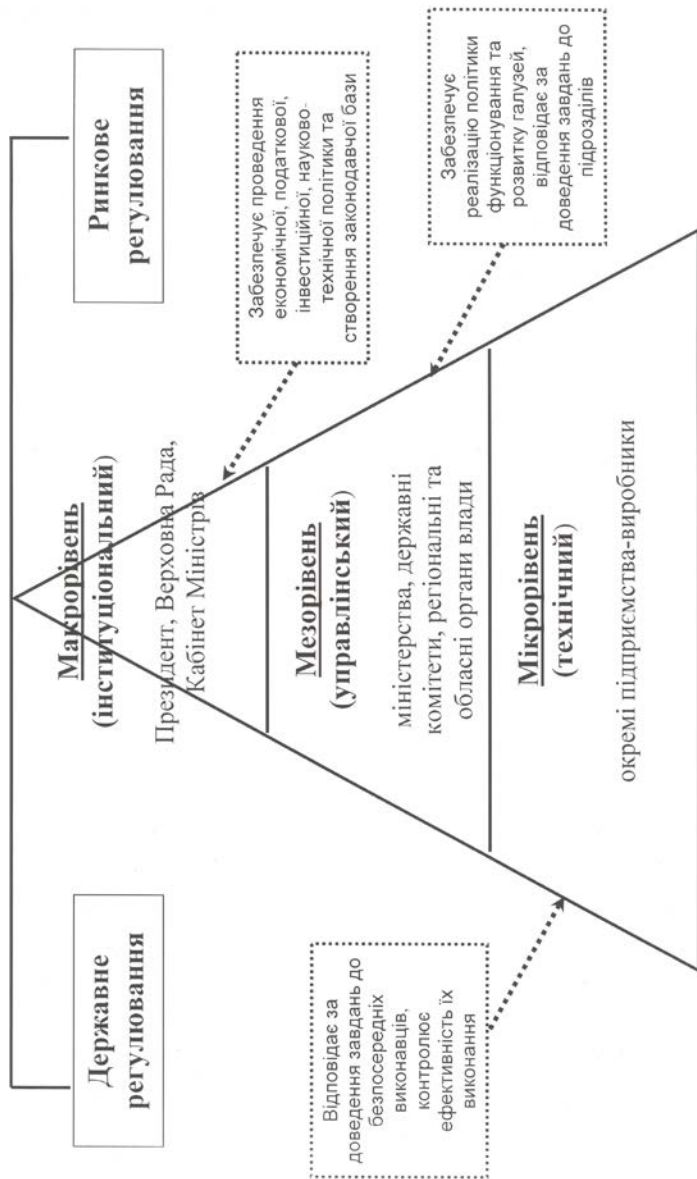 Державне
регулювання
Ринкове
регулювання
Макрорівень
(інституціональний)
Президент, Верховна Рада,
Кабінет Міністрів
Забезпечує проведення
економічної, податкової,
інвестиційної, науково-
технічної політики та
створення законодавчої бази
Мезорівень
(управлінський)
міністерства, державні
комітети, регіональні та
обласні органи влади
Забезпечує
реалізацію політики
функціонування та
розвитку галузей,
відповідає за
доведення завдань до
підрозділів
Мікрорівень
(технічний)
окремі підприємства-виробники
Відповідає за
доведення завдань до
безпосередніх
виконавців,
контролює
ефективність їх
виконання